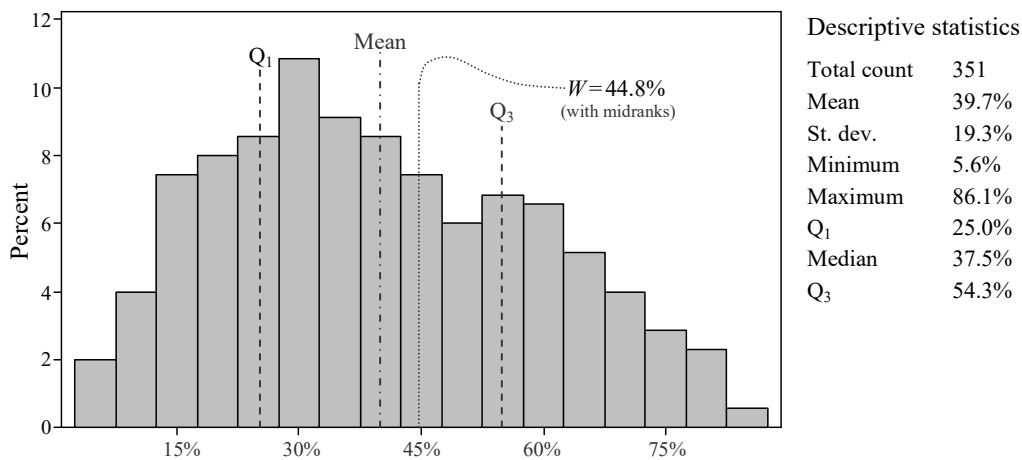 12
10
8
6
4
2
0
Percent
Q1
Mean
W = 44.8%
(with midranks)
Q3
15% 30% 45% 60% 75%
Descriptive statistics
Total count 351
Mean 39.7%
St. dev. 19.3%
Minimum 5.6%
Maximum 86.1%
Q1 25.0%
Median 37.5%
Q3 54.3%